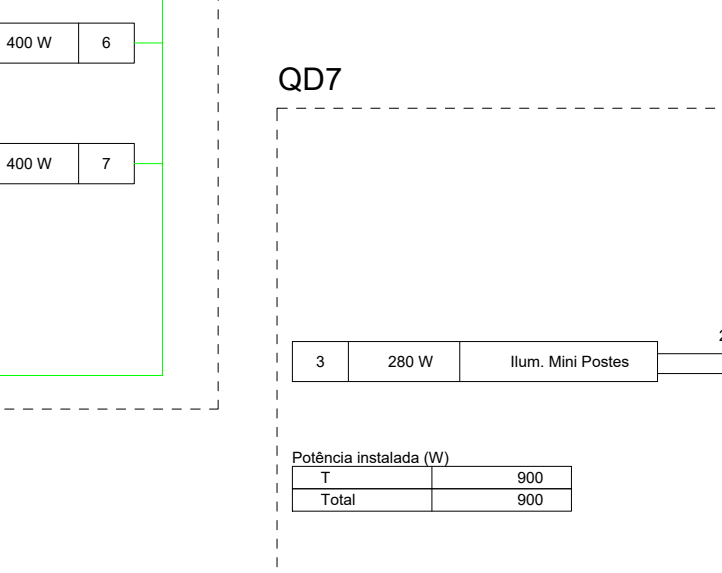 400 W 6
400 W 7
QD7
3 280 W Ilum. Mini Postes
Potência instalada (W)
T 900
Total 900